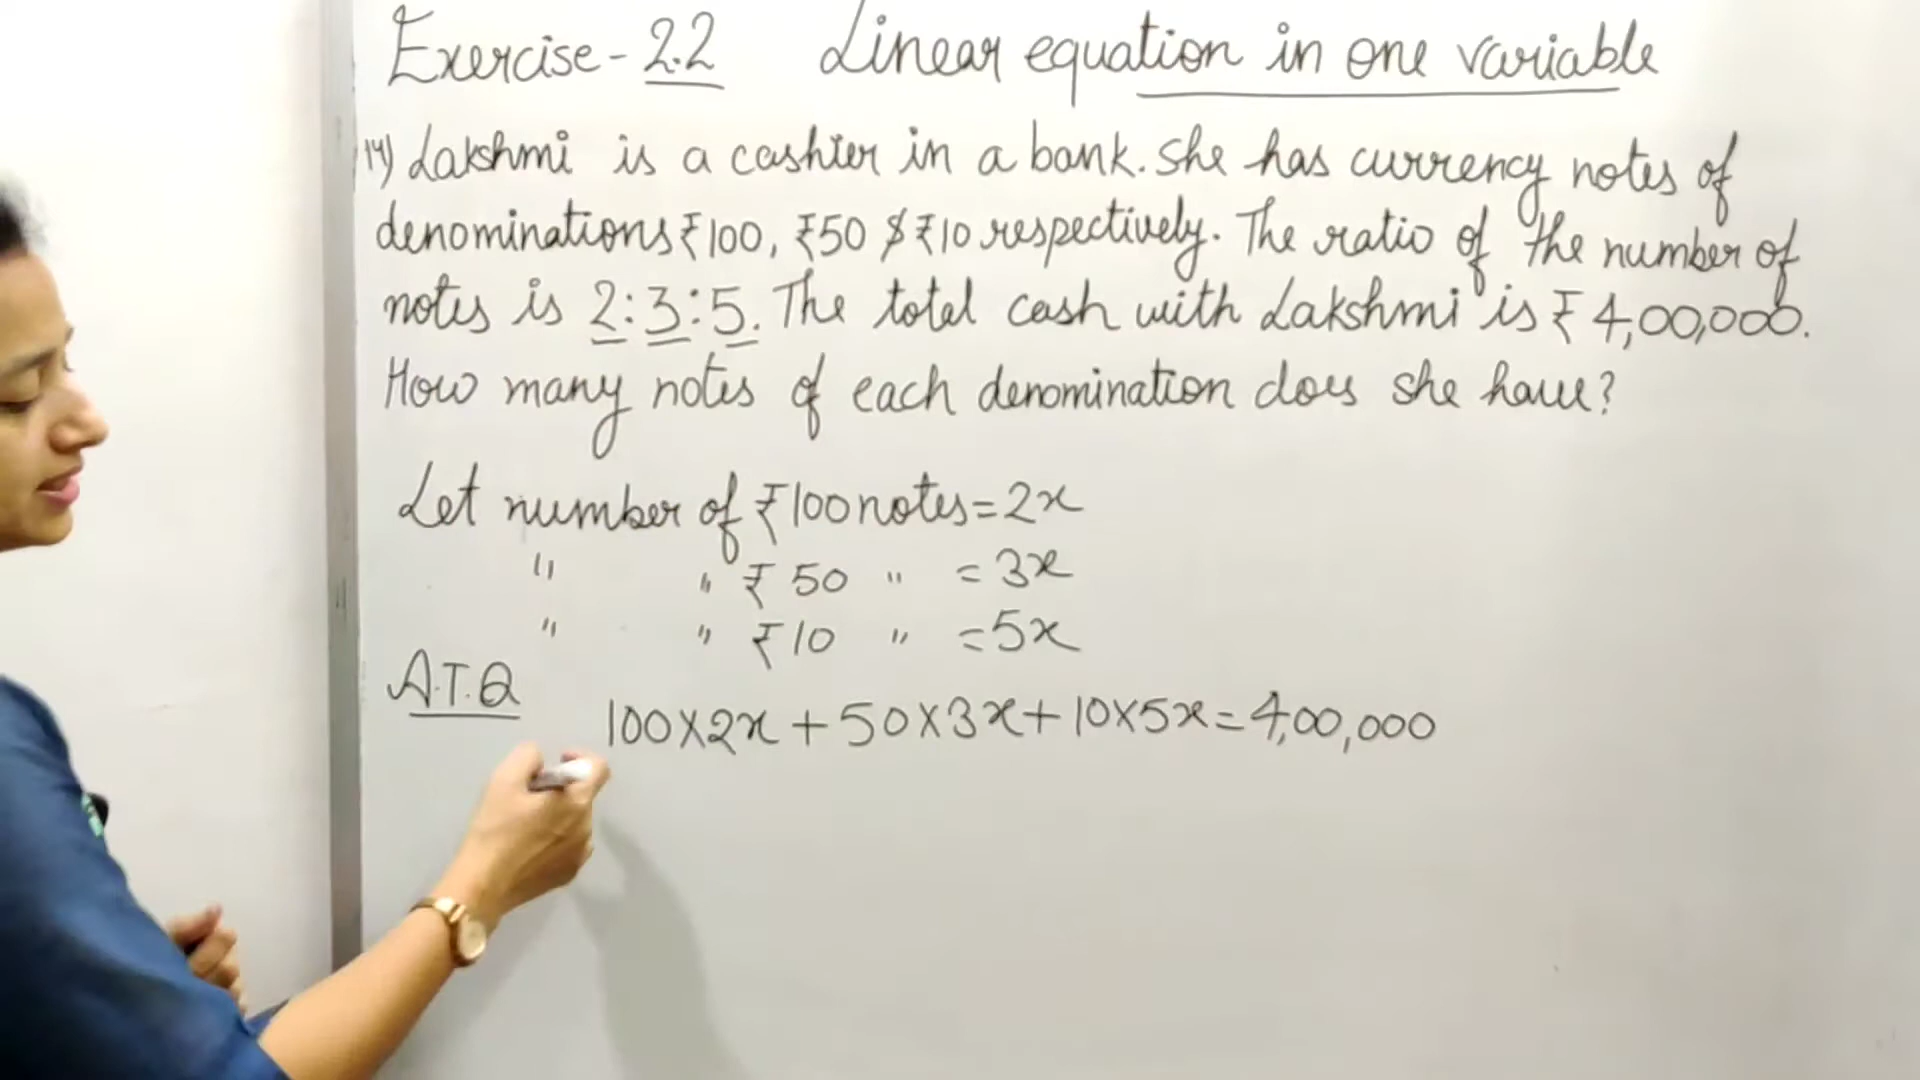 Exercise - 2.2 Linear equation in one variable
14) Lakshmi is a cashier in a bank. She has currency notes of
denominations ₹100, ₹50 & ₹10 respectively. The ratio of the number of
notes is 2:3:5. The total cash with Lakshmi is ₹ 4,00,000.
How many notes of each denomination does she have?
Let number of ₹100 notes = 2x
" " ₹ 50 " = 3x
" " ₹10 " = 5x
A.T.Q
100×2x + 50×3x + 10×5x = 4,00,000